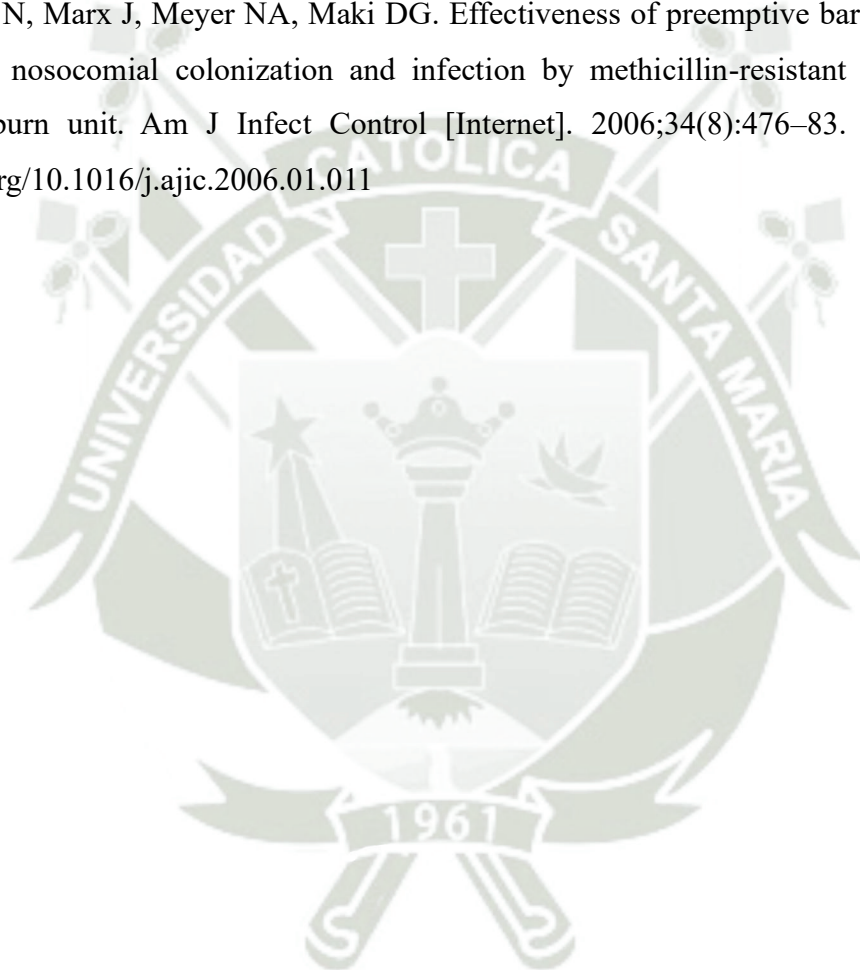 N, Marx J, Meyer NA, Maki DG. Effectiveness of preemptive bar
nosocomial colonization and infection by methicillin-resistant
burn unit. Am J Infect Control [Internet]. 2006;34(8):476–83.
rg/10.1016/j.ajic.2006.01.011
UNIVERSIDAD CATOLICA SANTA MARIA
1961